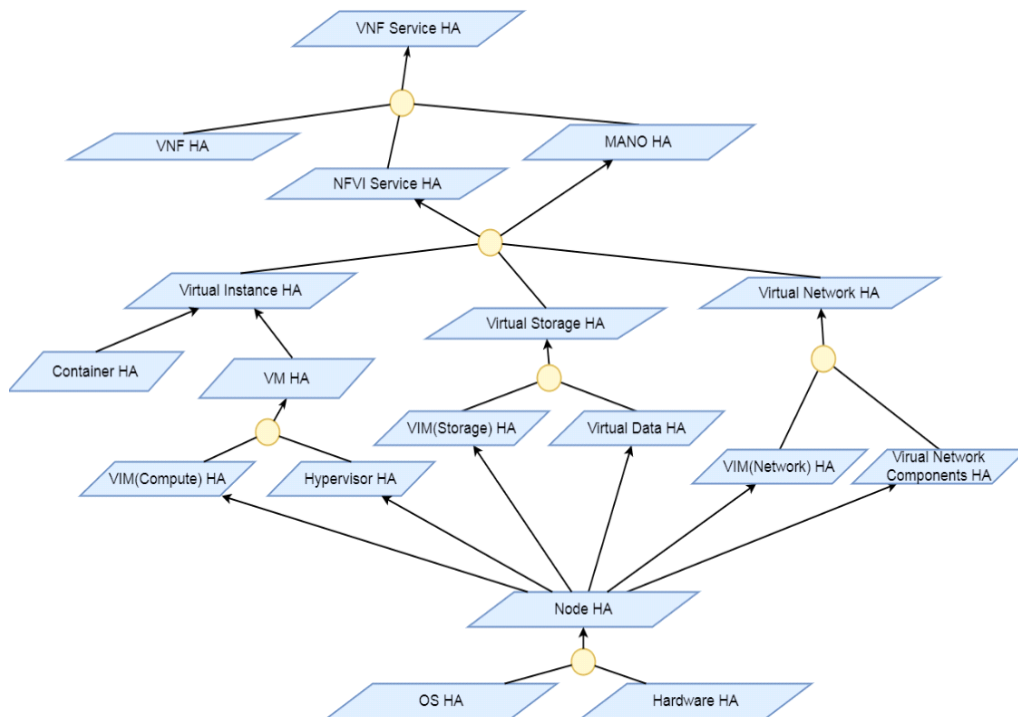 VNF Service HA
VNF HA
MANO HA
NFVI Service HA
Virtual Instance HA
Virtual Storage HA
Virtual Network HA
Container HA
VM HA
VIM(Storage) HA
Virtual Data HA
VIM(Compute) HA
Hypervisor HA
VIM(Network) HA
Virual Network
Components HA
Node HA
OS HA
Hardware HA